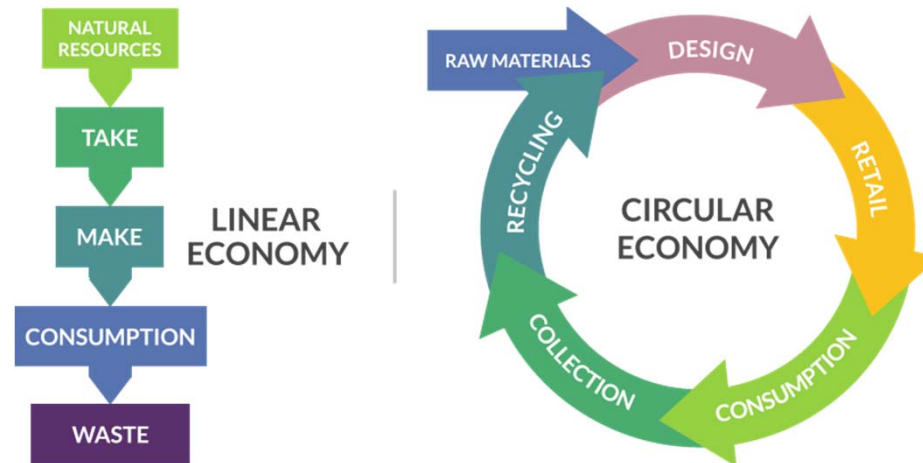 NATURAL
RESOURCES
TAKE
MAKE
CONSUMPTION
WASTE
LINEAR
ECONOMY
RAW MATERIALS
DESIGN
RETAIL
CONSUMPTION
COLLECTION
RECYCLING
CIRCULAR
ECONOMY